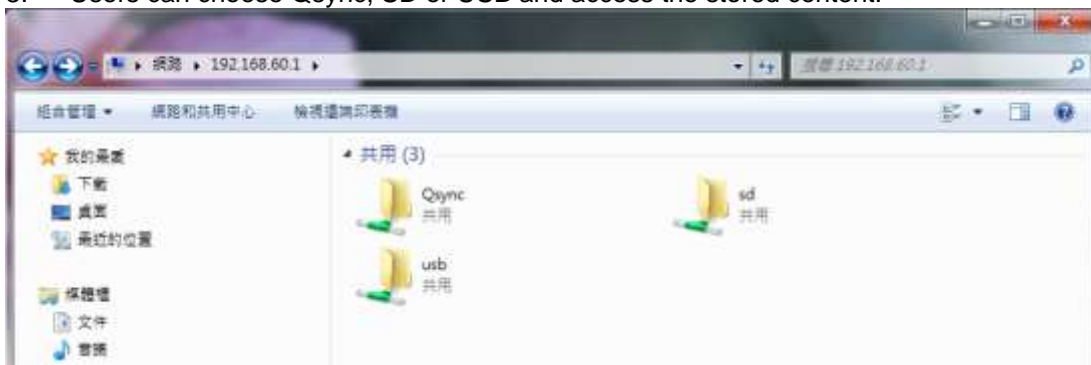 Users can choose Qsync, SD or USB and access the stored content.
網路 192.168.60.1
搜尋 192.168.60.1
組合管理 網路和共用中心 檢視遠端印表機
我的最愛
下載
桌面
最近的位置
媒體櫃
文件
音樂
共用 (3)
Qsync
共用
sd
共用
usb
共用